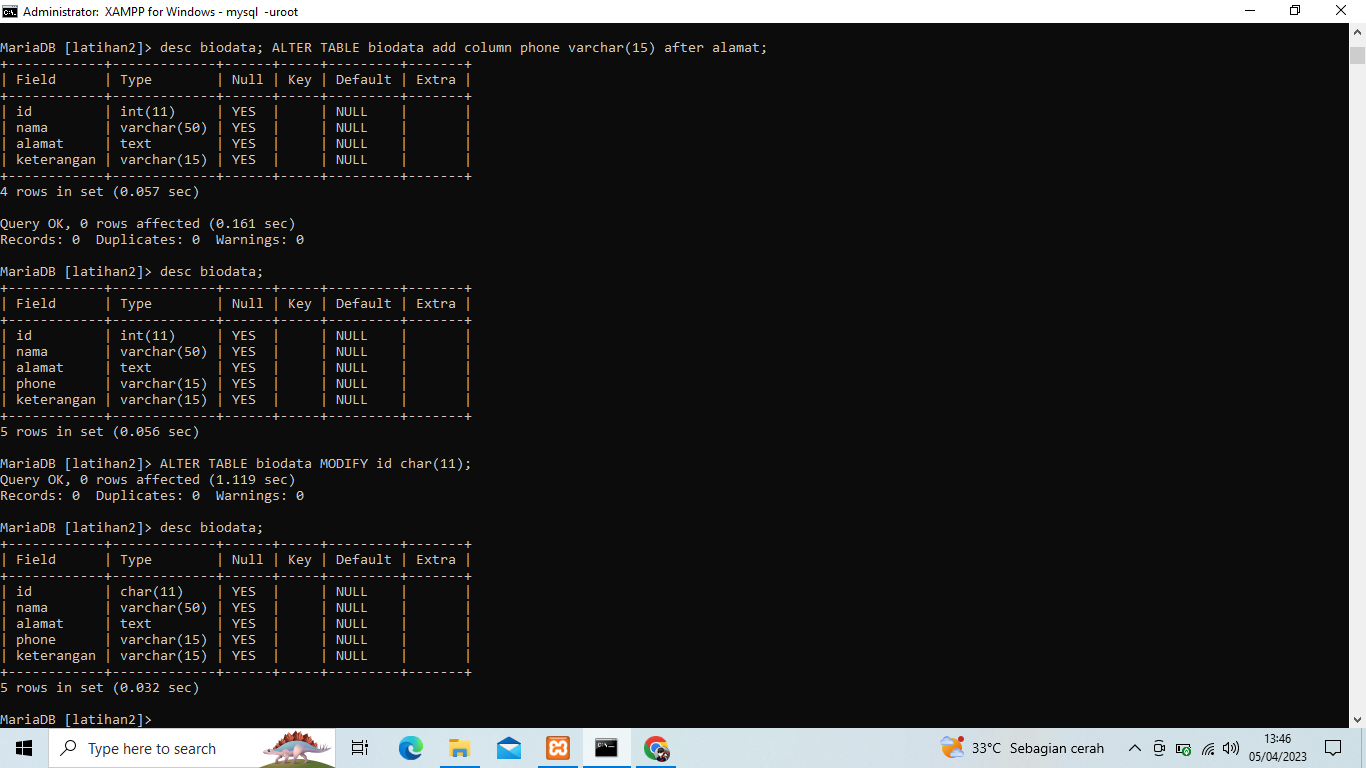 Administrator:  XAMPP for Windows - mysql  -uroot
MariaDB [latihan2]> desc biodata; ALTER TABLE biodata add column phone varchar(15) after alamat;
+------------+-------------+------+-----+---------+-------+
| Field      | Type        | Null | Key | Default | Extra |
+------------+-------------+------+-----+---------+-------+
| id         | int(11)     | YES  |     | NULL    |       |
| nama       | varchar(50) | YES  |     | NULL    |       |
| alamat     | text        | YES  |     | NULL    |       |
| keterangan | varchar(15) | YES  |     | NULL    |       |
+------------+-------------+------+-----+---------+-------+
4 rows in set (0.057 sec)
Query OK, 0 rows affected (0.161 sec)
Records: 0  Duplicates: 0  Warnings: 0
MariaDB [latihan2]> desc biodata;
+------------+-------------+------+-----+---------+-------+
| Field      | Type        | Null | Key | Default | Extra |
+------------+-------------+------+-----+---------+-------+
| id         | int(11)     | YES  |     | NULL    |       |
| nama       | varchar(50) | YES  |     | NULL    |       |
| alamat     | text        | YES  |     | NULL    |       |
| phone      | varchar(15) | YES  |     | NULL    |       |
| keterangan | varchar(15) | YES  |     | NULL    |       |
+------------+-------------+------+-----+---------+-------+
5 rows in set (0.056 sec)
MariaDB [latihan2]> ALTER TABLE biodata MODIFY id char(11);
Query OK, 0 rows affected (1.119 sec)
Records: 0  Duplicates: 0  Warnings: 0
MariaDB [latihan2]> desc biodata;
+------------+-------------+------+-----+---------+-------+
| Field      | Type        | Null | Key | Default | Extra |
+------------+-------------+------+-----+---------+-------+
| id         | char(11)    | YES  |     | NULL    |       |
| nama       | varchar(50) | YES  |     | NULL    |       |
| alamat     | text        | YES  |     | NULL    |       |
| phone      | varchar(15) | YES  |     | NULL    |       |
| keterangan | varchar(15) | YES  |     | NULL    |       |
+------------+-------------+------+-----+---------+-------+
5 rows in set (0.032 sec)
MariaDB [latihan2]>
Type here to search
33°C  Sebagian cerah
13:46
05/04/2023